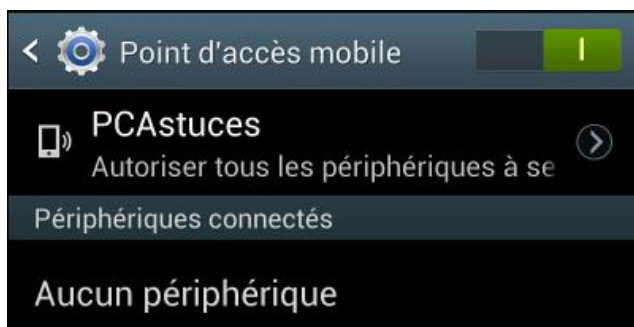 Point d'accès mobile
PCAstuces
Autoriser tous les périphériques à se
Périphériques connectés
Aucun périphérique